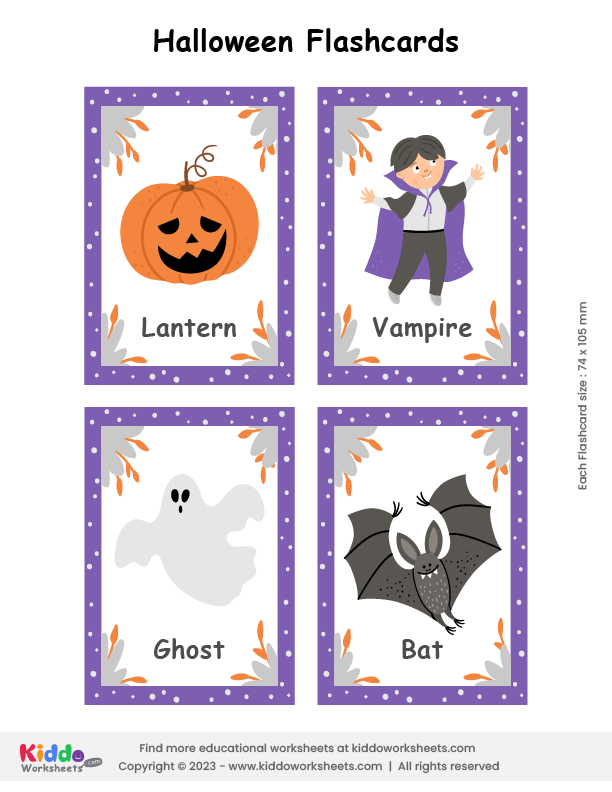 Halloween Flashcards
Lantern
Vampire
Each Flashcard size : 74 x 105 mm
Ghost
Bat
Kiddo
Worksheets.com
Find more educational worksheets at kiddoworksheets.com
Copyright © 2023 - www.kiddoworksheets.com | All rights reserved